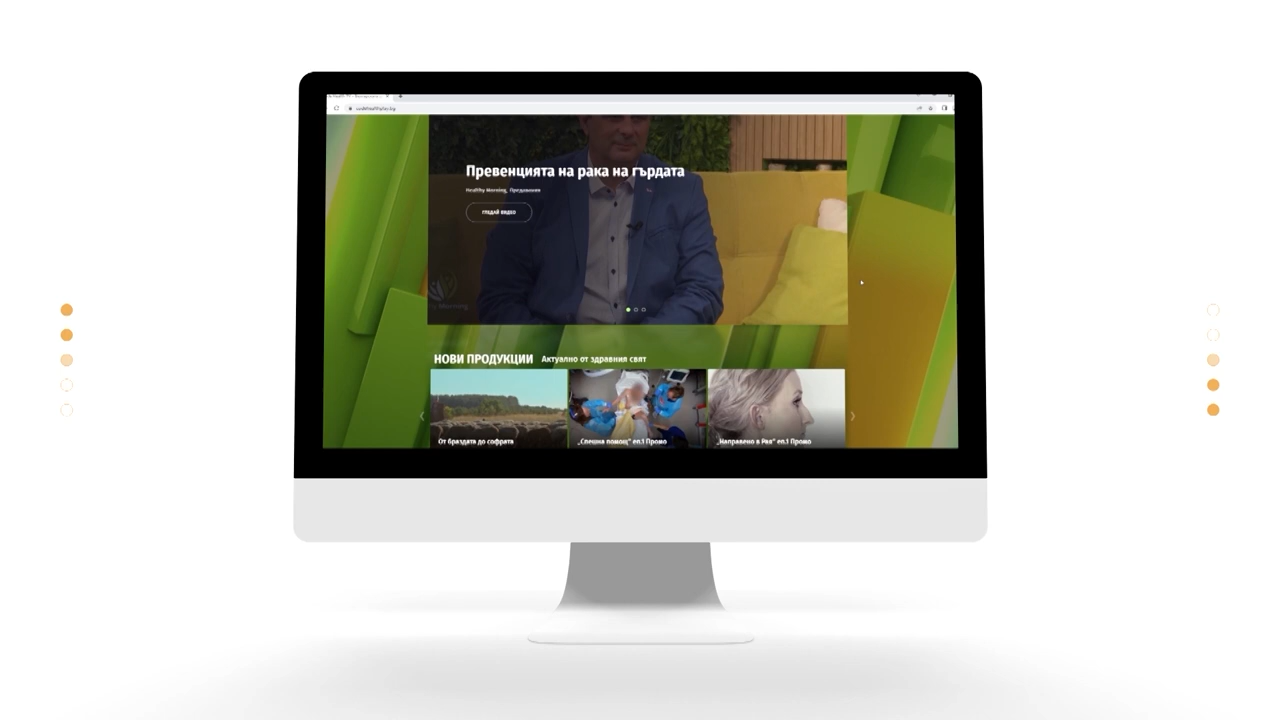 Превенцията на рака на гърдата
Healthy Morning, Предавания
ГЛЕДАЙ ВИДЕО
НОВИ ПРОДУКЦИИ Актуално от здравния свят
От браздата до софрата
„Спешна помощ" еп.1 Промо
„Направено в Рая" еп.1 Промо